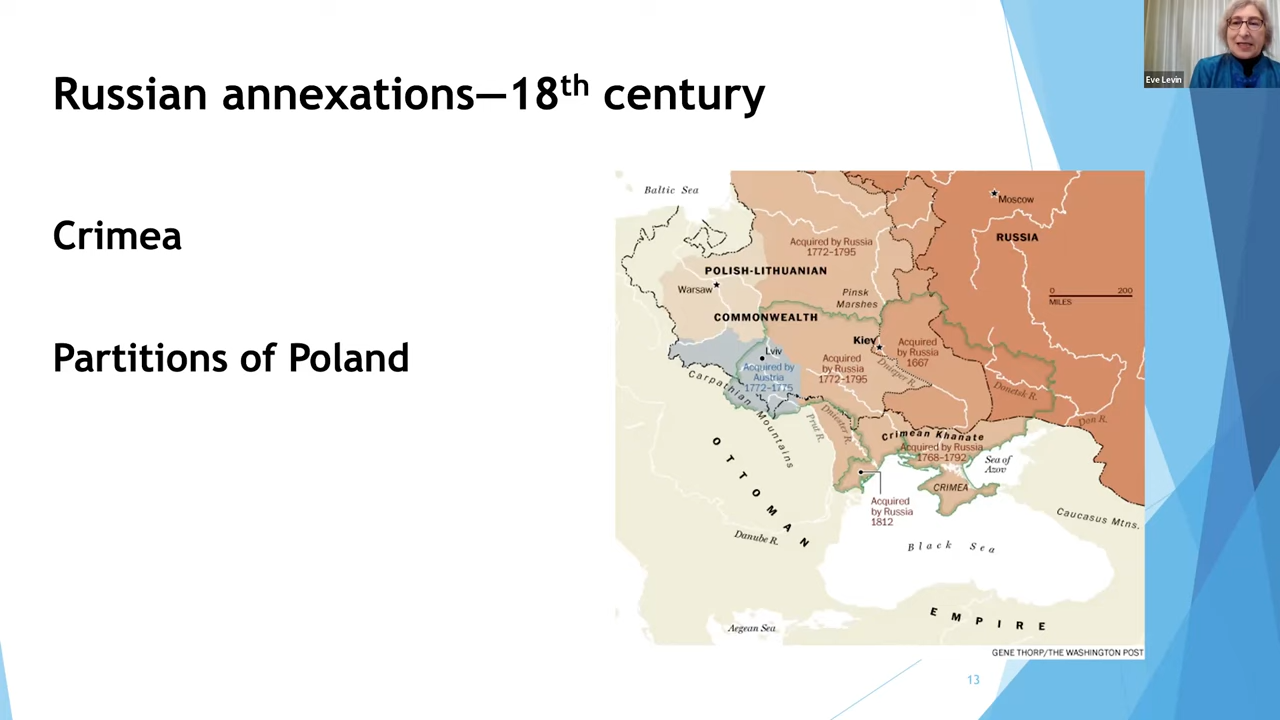 Russian annexations—18th century
Eve Levin
Crimea
Partitions of Poland
Baltic Sea
Moscow
RUSSIA
Acquired by Russia
1772–1795
POLISH-LITHUANIAN
Warsaw
Pinsk
Marshes
0 200
MILES
COMMONWEALTH
Kiev
Lviv
Acquired
by Russia
1667
Acquired by
Austria
1772–1775
Acquired
by Russia
1772–1795
Dnieper R.
Donetsk R.
Don R.
Carpathian Mountains
Prut R.
Dniester R.
Crimean Khanate
Acquired by Russia
1768–1792
Sea of
Azov
CRIMEA
OTTOMAN
Acquired
by Russia
1812
Caucasus Mtns.
Danube R.
Black Sea
EMPIRE
Aegean Sea
GENE THORP/THE WASHINGTON POST
13